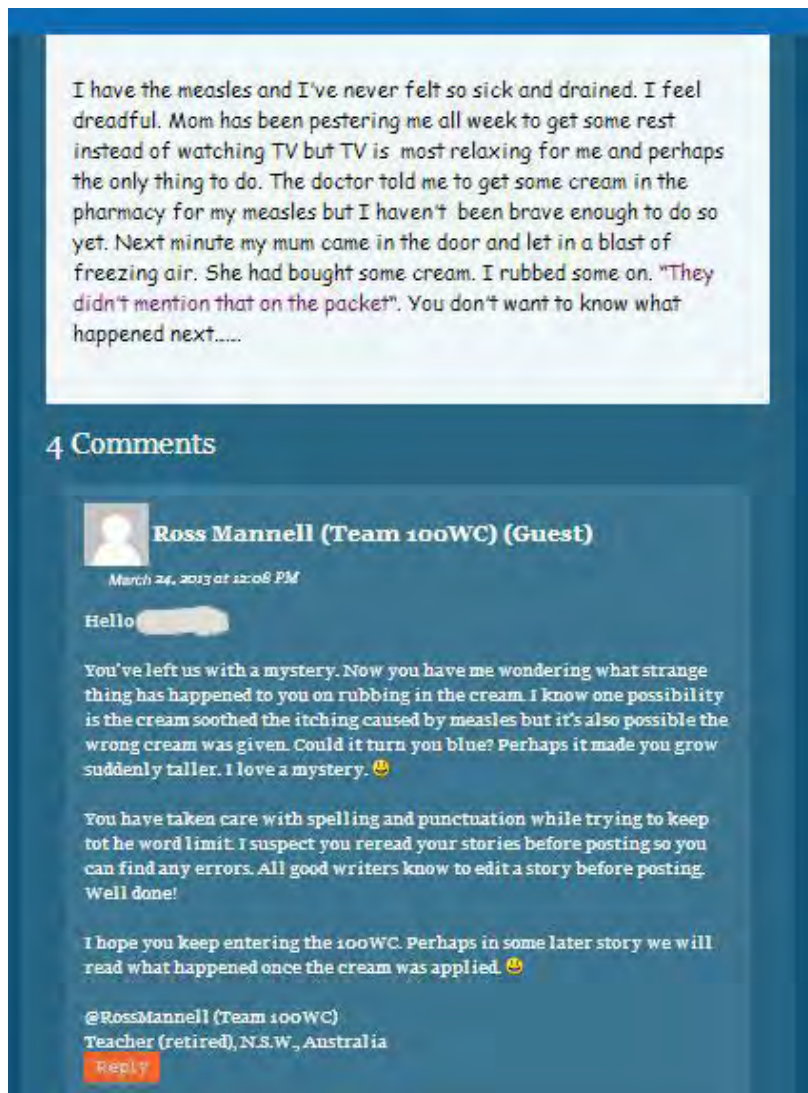 I have the measles and I've never felt so sick and drained. I feel
dreadful. Mom has been pestering me all week to get some rest
instead of watching TV but TV is most relaxing for me and perhaps
the only thing to do. The doctor told me to get some cream in the
pharmacy for my measles but I haven't been brave enough to do so
yet. Next minute my mum came in the door and let in a blast of
freezing air. She had bought some cream. I rubbed some on. "They
didn't mention that on the packet". You don't want to know what
happened next.....
4 Comments
Ross Mannell (Team 100WC) (Guest)
March 24, 2013 at 12:08 PM
Hello
You've left us with a mystery. Now you have me wondering what strange
thing has happened to you on rubbing in the cream. I know one possibility
is the cream soothed the itching caused by measles but it's also possible the
wrong cream was given. Could it turn you blue? Perhaps it made you grow
suddenly taller. I love a mystery. 😀
You have taken care with spelling and punctuation while trying to keep
tot he word limit. I suspect you reread your stories before posting so you
can find any errors. All good writers know to edit a story before posting.
Well done!
I hope you keep entering the 100WC. Perhaps in some later story we will
read what happened once the cream was applied. 😀
@RossMannell (Team 100WC)
Teacher (retired), N.S.W., Australia
Reply